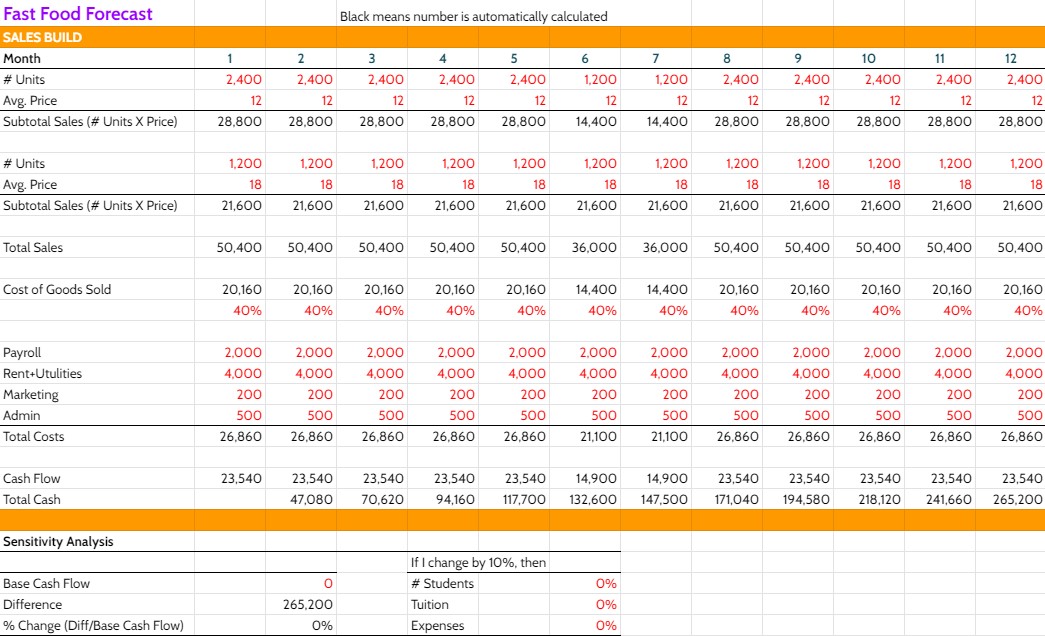 Fast Food Forecast Black means number is automatically calculated
SALES BUILD
Month 1 2 3 4 5 6 7 8 9 10 11 12
# Units 2,400 2,400 2,400 2,400 2,400 1,200 1,200 2,400 2,400 2,400 2,400 2,400
Avg. Price 12 12 12 12 12 12 12 12 12 12 12 12
Subtotal Sales (# Units X Price) 28,800 28,800 28,800 28,800 28,800 14,400 14,400 28,800 28,800 28,800 28,800 28,800
# Units 1,200 1,200 1,200 1,200 1,200 1,200 1,200 1,200 1,200 1,200 1,200 1,200
Avg. Price 18 18 18 18 18 18 18 18 18 18 18 18
Subtotal Sales (# Units X Price) 21,600 21,600 21,600 21,600 21,600 21,600 21,600 21,600 21,600 21,600 21,600 21,600
Total Sales 50,400 50,400 50,400 50,400 50,400 36,000 36,000 50,400 50,400 50,400 50,400 50,400
Cost of Goods Sold 20,160 20,160 20,160 20,160 20,160 14,400 14,400 20,160 20,160 20,160 20,160 20,160
40% 40% 40% 40% 40% 40% 40% 40% 40% 40% 40% 40%
Payroll 2,000 2,000 2,000 2,000 2,000 2,000 2,000 2,000 2,000 2,000 2,000 2,000
Rent+Utulities 4,000 4,000 4,000 4,000 4,000 4,000 4,000 4,000 4,000 4,000 4,000 4,000
Marketing 200 200 200 200 200 200 200 200 200 200 200 200
Admin 500 500 500 500 500 500 500 500 500 500 500 500
Total Costs 26,860 26,860 26,860 26,860 26,860 21,100 21,100 26,860 26,860 26,860 26,860 26,860
Cash Flow 23,540 23,540 23,540 23,540 23,540 14,900 14,900 23,540 23,540 23,540 23,540 23,540
Total Cash 47,080 70,620 94,160 117,700 132,600 147,500 171,040 194,580 218,120 241,660 265,200
Sensitivity Analysis
If I change by 10%, then
Base Cash Flow 0 # Students 0%
Difference 265,200 Tuition 0%
% Change (Diff/Base Cash Flow) 0% Expenses 0%